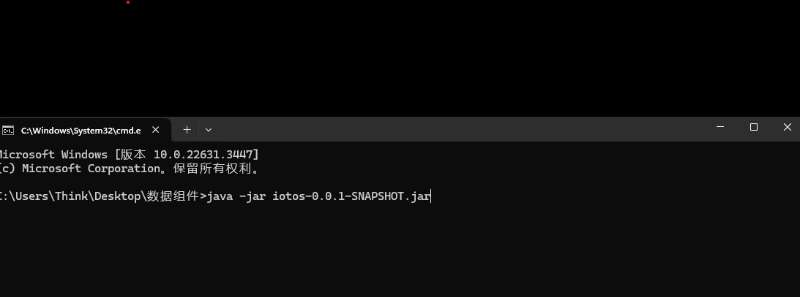 C:\Windows\System32\cmd.e
Microsoft Windows [版本 10.0.22631.3447]
(c) Microsoft Corporation。保留所有权利。
C:\Users\Think\Desktop\数据组件>java -jar iotos-0.0.1-SNAPSHOT.jar